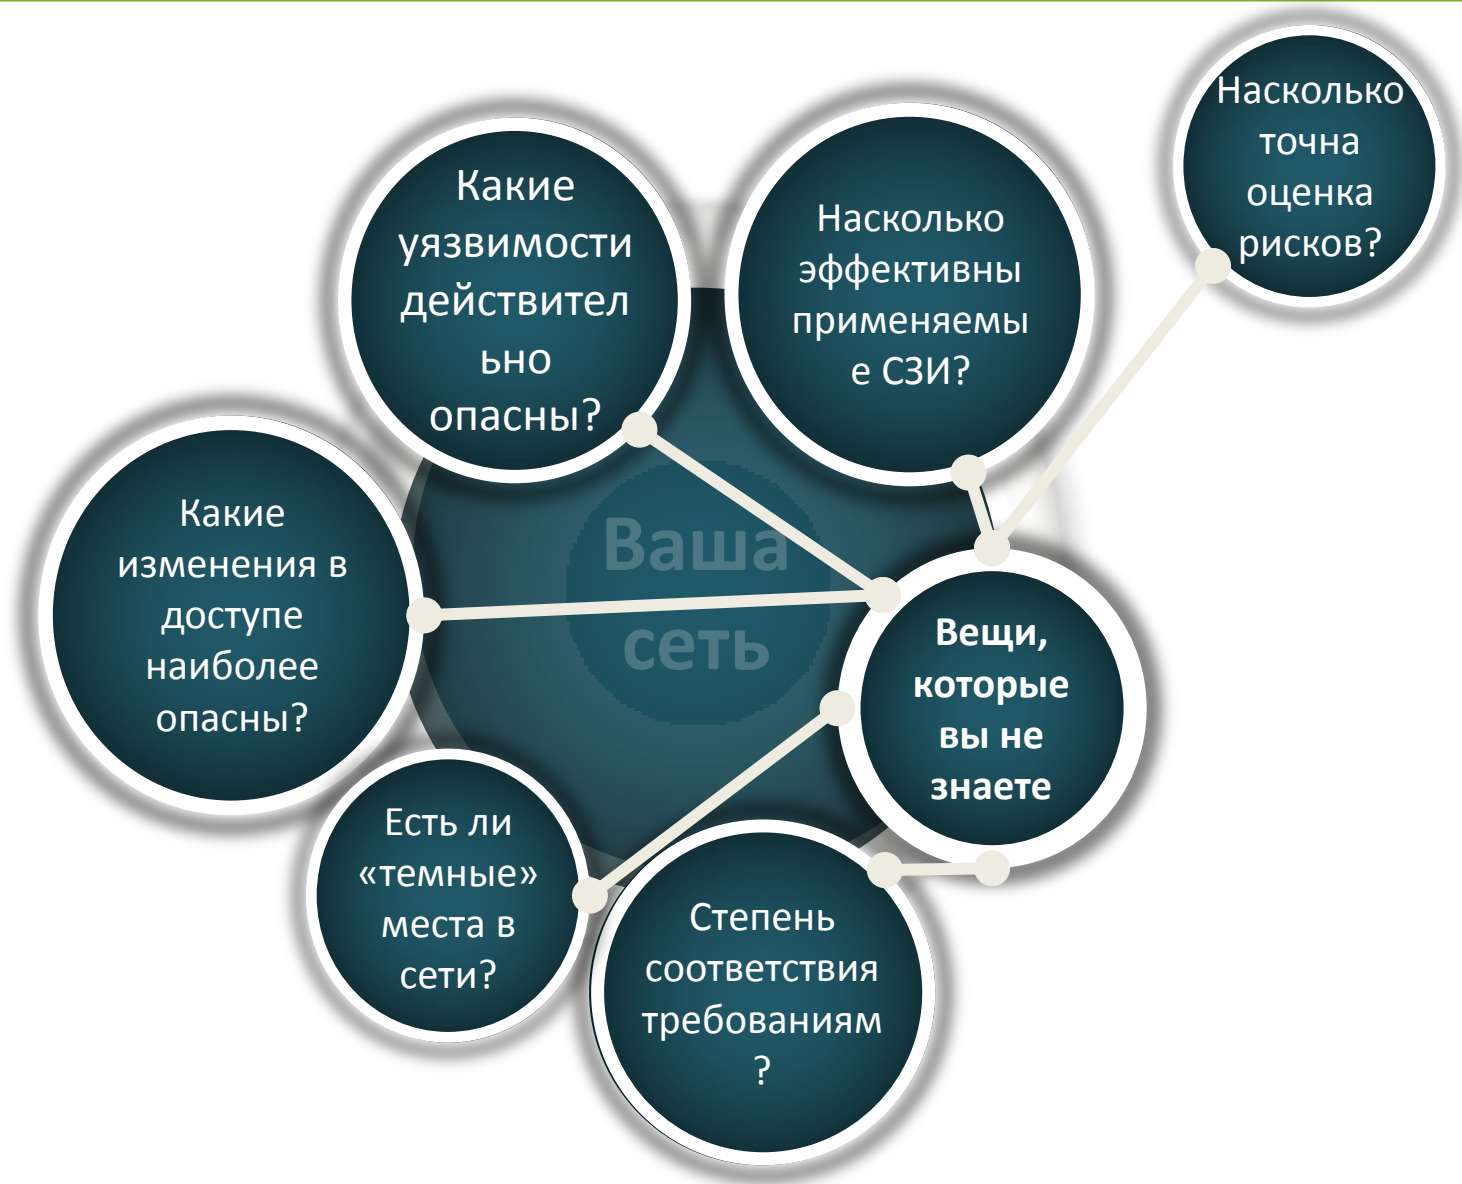 Насколько
точна
оценка
рисков?
Какие
уязвимости
действител
ьно
опасны?
Насколько
эффективны
применяемы
е СЗИ?
Какие
изменения в
доступе
наиболее
опасны?
Ваша
сеть
Вещи,
которые
вы не
знаете
Есть ли
«темные»
места в
сети?
Степень
соответствия
требованиям
?